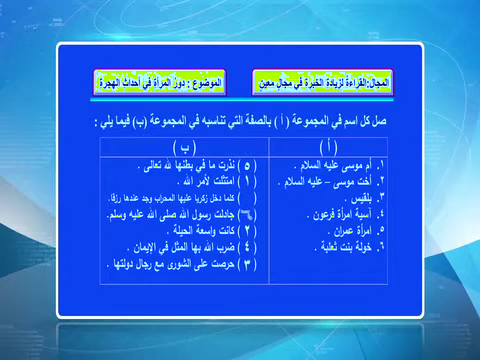 المجال:القراءة لزيادة الخبرة في مجال معين
الموضوع : دور المرأة في أحداث الهجرة
صل كل اسم في المجموعة ( أ ) بالصفة التي تناسبه في المجموعة (ب) فيما يلي :
( أ )
١. أم موسى عليه السلام .
٢. أخت موسى – عليه السلام .
٣. بلقيس .
٤. آسية امرأة فرعون .
٥. امرأة عمران .
٦. خولة بنت ثعلبة .
( ب )
( ٥ ) نذرت ما في بطنها لله تعالى .
( ١ ) امتثلت لأمر الله .
( ) كلما دخل زكريا عليها المحراب وجد عندها رزقًا.
جادلت رسول الله صلى الله عليه وسلم.
( ٢ ) كانت واسعة الحيلة .
( ٤ ) ضرب الله بها المثل في الإيمان .
( ٣ ) حرصت على الشورى مع رجال دولتها .